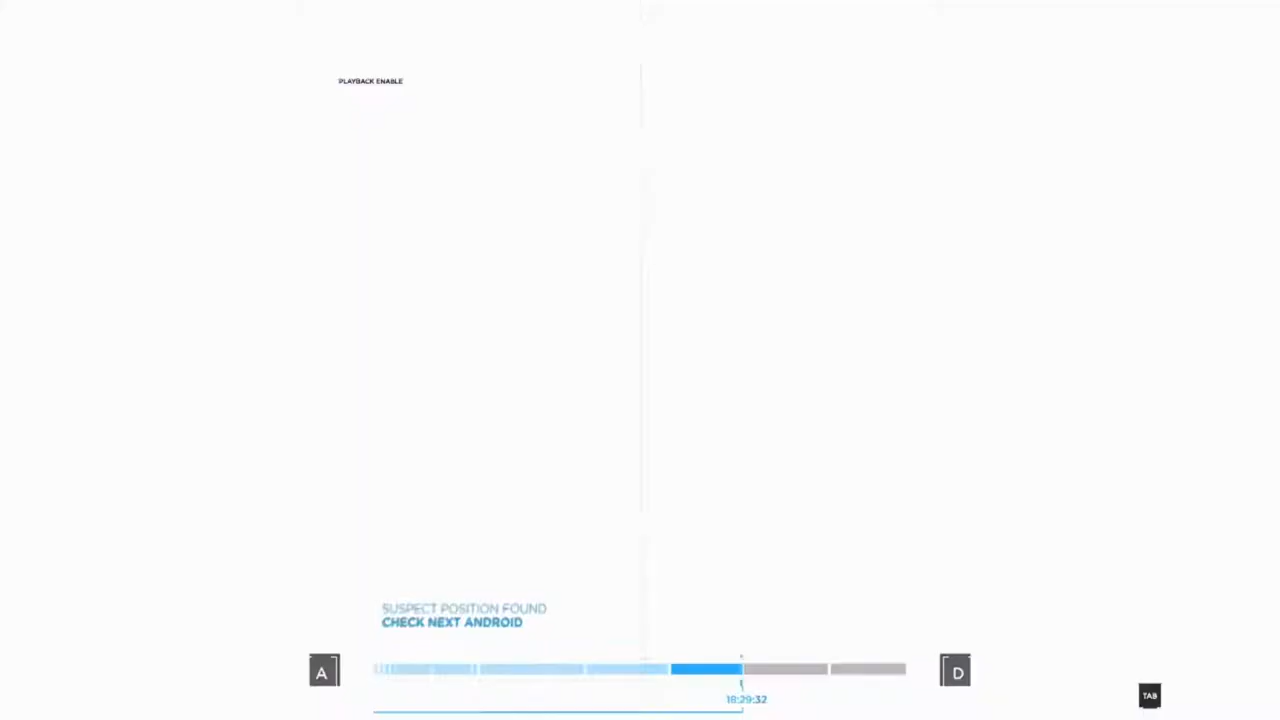 PLAYBACK ENABLE
SUSPECT POSITION FOUND
CHECK NEXT ANDROID
A
D
TAB
18:29:32